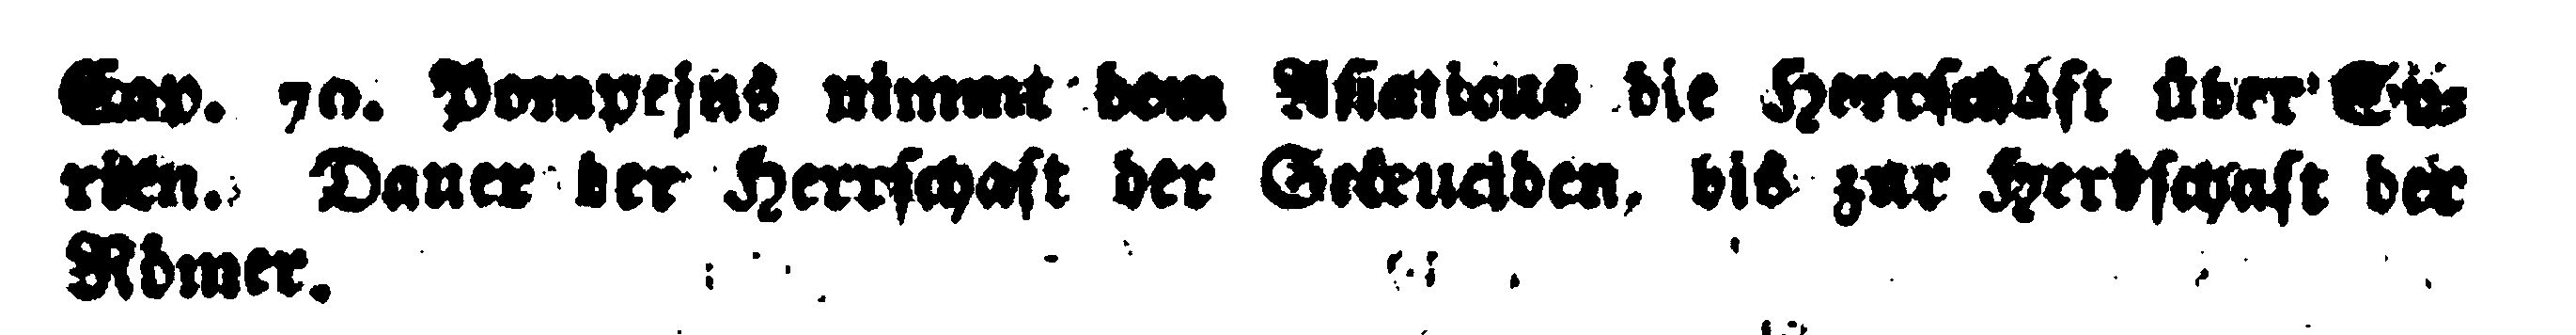 Cap. 70. Pompejus nimmt dem Asiaticus die Herrschaft über Sy-
rien. Dauer der Herrschaft der Seleuciden, bis zur Herrschaft der
Römer.